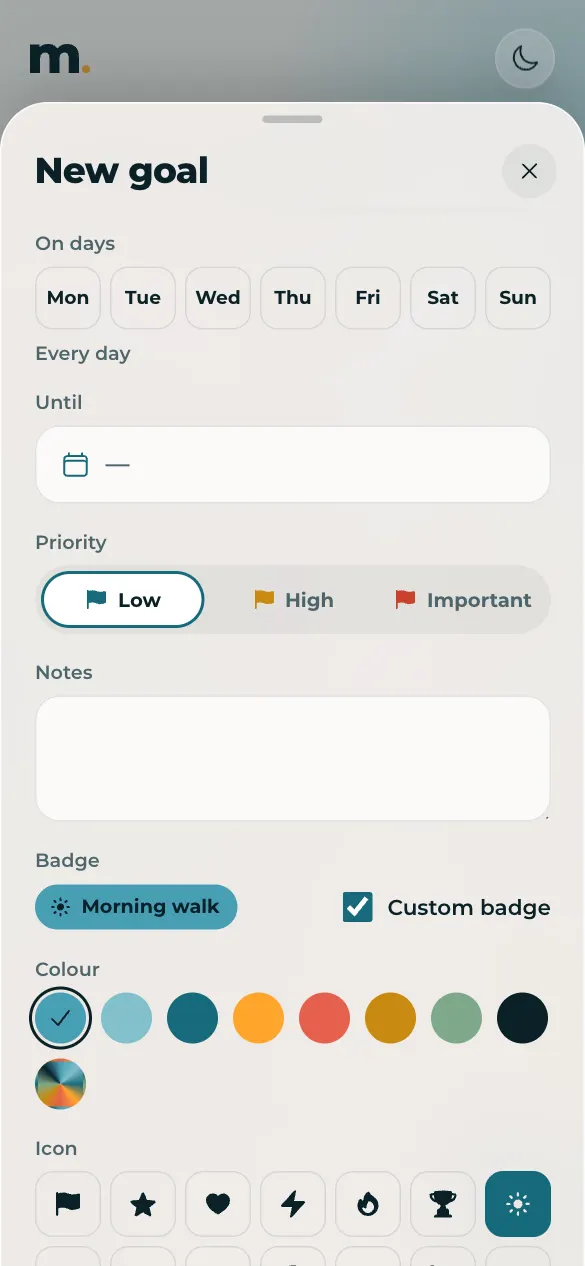 m.
New goal
On days
Mon Tue Wed Thu Fri Sat Sun
Every day
Until
—
Priority
Low High Important
Notes
Badge
Morning walk Custom badge
Colour
Icon